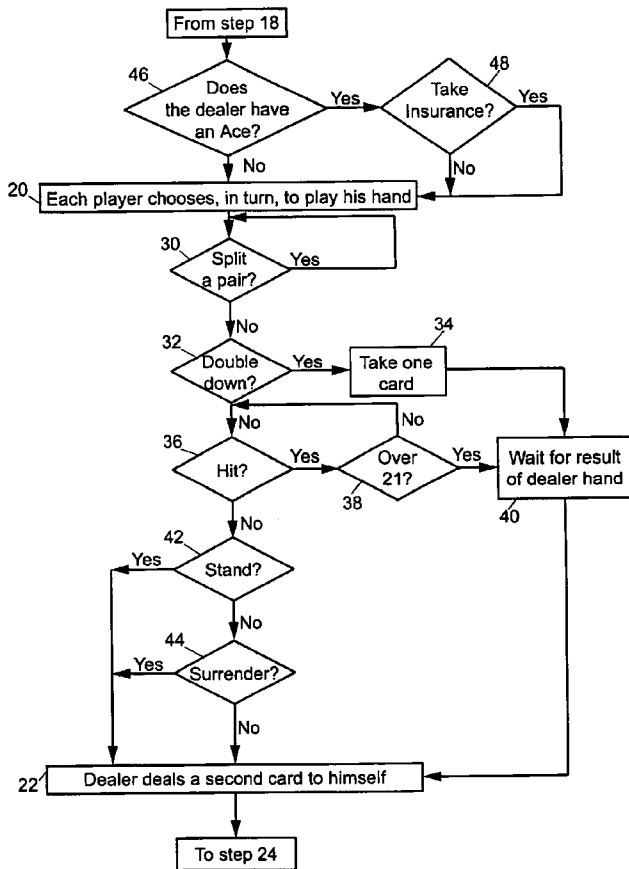 From step 18
46
Does
the dealer have
an Ace?
Yes
48
Take
Insurance?
Yes
No
No
20
Each player chooses, in turn, to play his hand
30
Split
a pair?
Yes
No
32
Double
down?
Yes
34
Take one
card
No
No
36
Hit?
Yes
Over
21?
38
Yes
Wait for result
of dealer hand
40
No
42
Stand?
Yes
No
44
Surrender?
Yes
No
22
Dealer deals a second card to himself
To step 24